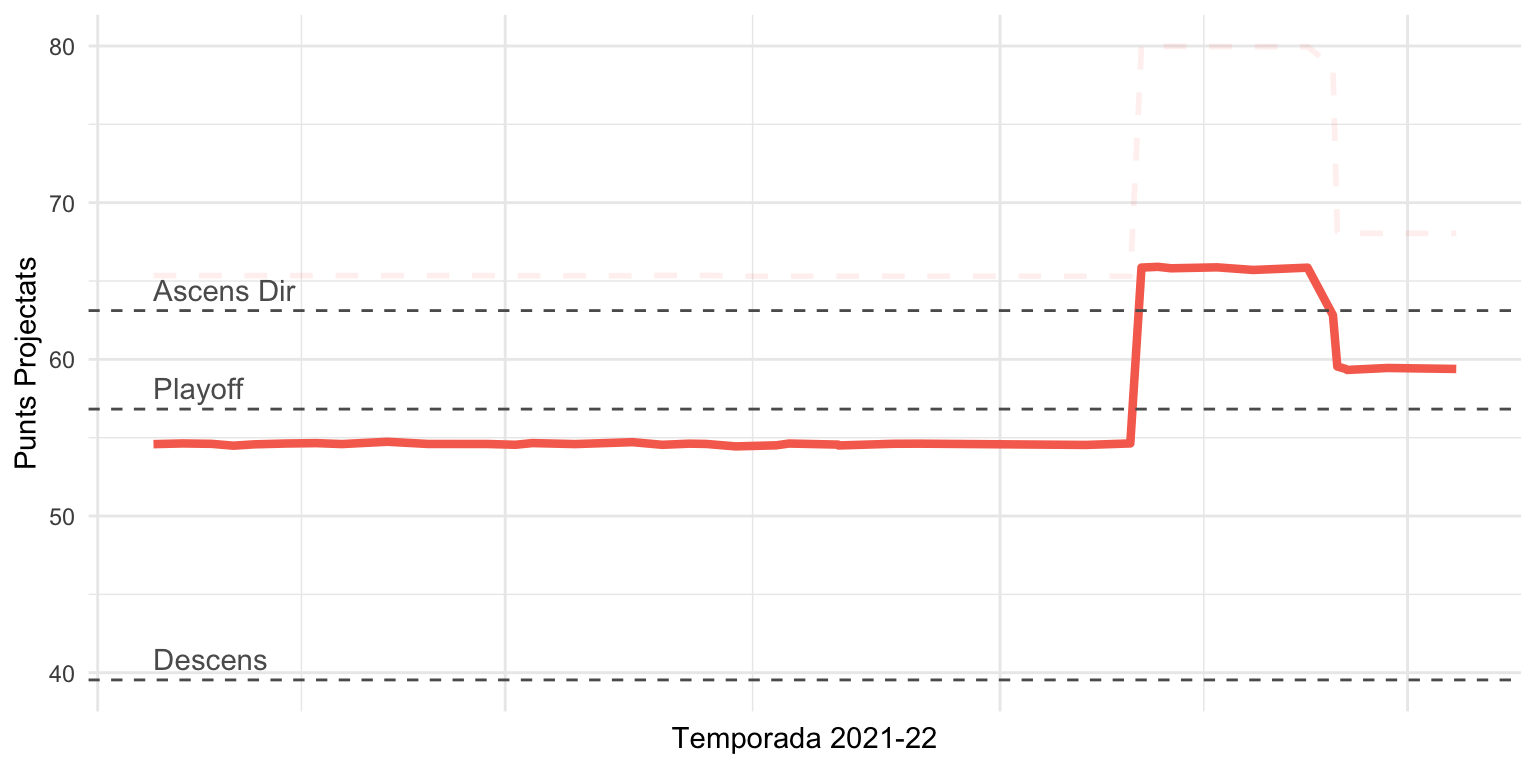 80
70
60
50
40
Punts Projectats
Ascens Dir
Playoff
Descens
Temporada 2021-22